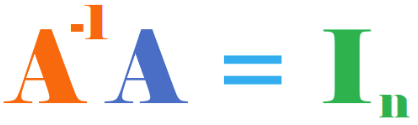 A⁻¹A = Iₙ